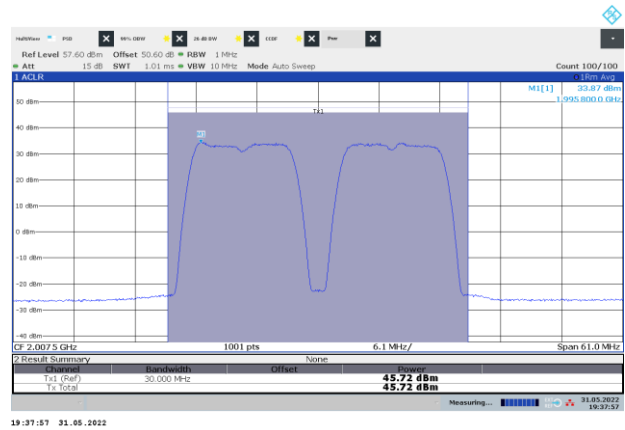 MultiView PSD 99% OBW 26 dB BW CCDF Pwr
Ref Level 57.60 dBm Offset 50.60 dB RBW 1 MHz
Att 15 dB SWT 1.01 ms VBW 10 MHz Mode Auto Sweep Count 100/100
1 ACLR 1Rm Avg
M1[1] 33.87 dBm
1.995 800 0 GHz
50 dBm
Tx1
40 dBm
M1
30 dBm
20 dBm
10 dBm
0 dBm
-10 dBm
-20 dBm
-30 dBm
-40 dBm
CF 2.0075 GHz 1001 pts 6.1 MHz/ Span 61.0 MHz
2 Result Summary None
Channel Bandwidth Offset Power
Tx1 (Ref) 30.000 MHz 45.72 dBm
Tx Total 45.72 dBm
Measuring... 31.05.2022
19:37:57
19:37:57 31.05.2022